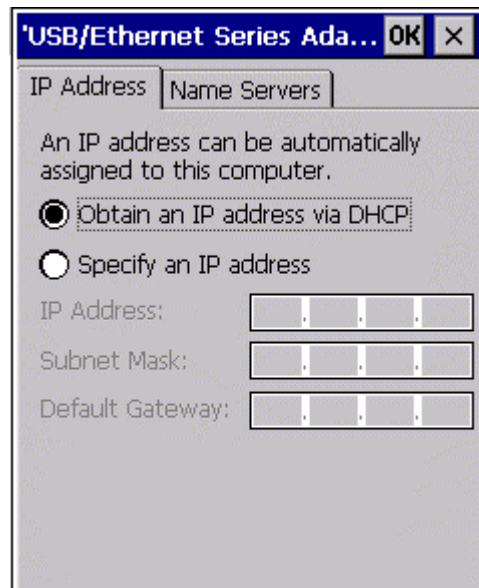 'USB/Ethernet Series Ada... OK ×
IP Address Name Servers
An IP address can be automatically
assigned to this computer.
Obtain an IP address via DHCP
Specify an IP address
IP Address:
Subnet Mask:
Default Gateway: